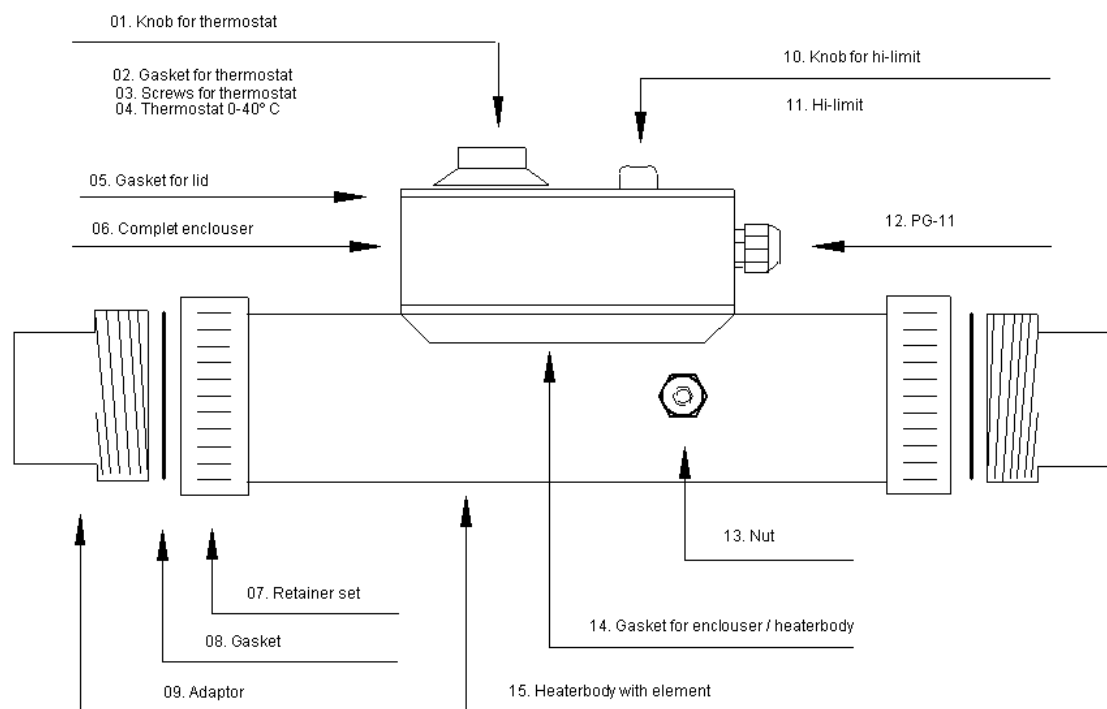 01. Knob for thermostat
02. Gasket for thermostat
03. Screws for thermostat
04. Thermostat 0-40° C
05. Gasket for lid
06. Complet enclouser
10. Knob for hi-limit
11. Hi-limit
12. PG-11
13. Nut
07. Retainer set
08. Gasket
09. Adaptor
14. Gasket for enclouser / heaterbody
15. Heaterbody with element